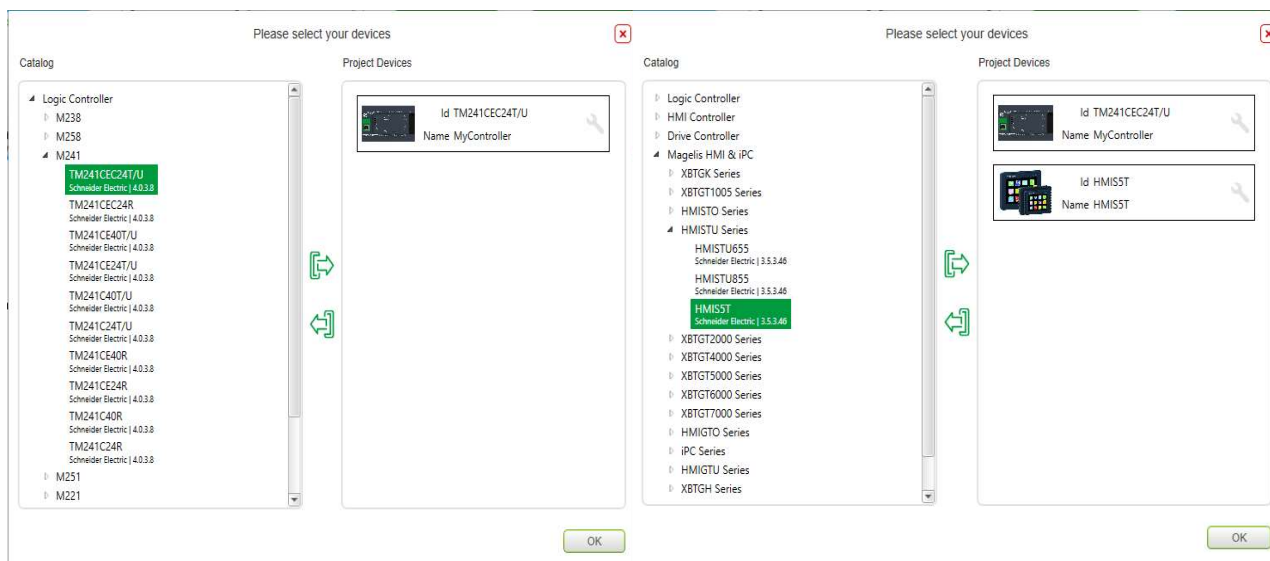 Please select your devices
Catalog
Project Devices
Logic Controller
M238
M258
M241
TM241CEC24T/U
Schneider Electric | 4.0.3.8
TM241CEC24R
Schneider Electric | 4.0.3.8
TM241CE40T/U
Schneider Electric | 4.0.3.8
TM241CE24T/U
Schneider Electric | 4.0.3.8
TM241C40T/U
Schneider Electric | 4.0.3.8
TM241C24T/U
Schneider Electric | 4.0.3.8
TM241CE40R
Schneider Electric | 4.0.3.8
TM241CE24R
Schneider Electric | 4.0.3.8
TM241C40R
Schneider Electric | 4.0.3.8
TM241C24R
Schneider Electric | 4.0.3.8
M251
M221
Id TM241CEC24T/U
Name MyController
OK
Please select your devices
Catalog
Project Devices
Logic Controller
HMI Controller
Drive Controller
Magelis HMI & iPC
XBTGK Series
XBTGT1005 Series
HMISTO Series
HMISTU Series
HMISTU655
Schneider Electric | 3.5.3.46
HMISTU855
Schneider Electric | 3.5.3.46
HMIS5T
Schneider Electric | 3.5.3.46
XBTGT2000 Series
XBTGT4000 Series
XBTGT5000 Series
XBTGT6000 Series
XBTGT7000 Series
HMIGTO Series
iPC Series
HMIGTU Series
XBTGH Series
Id TM241CEC24T/U
Name MyController
Id HMIS5T
Name HMIS5T
OK